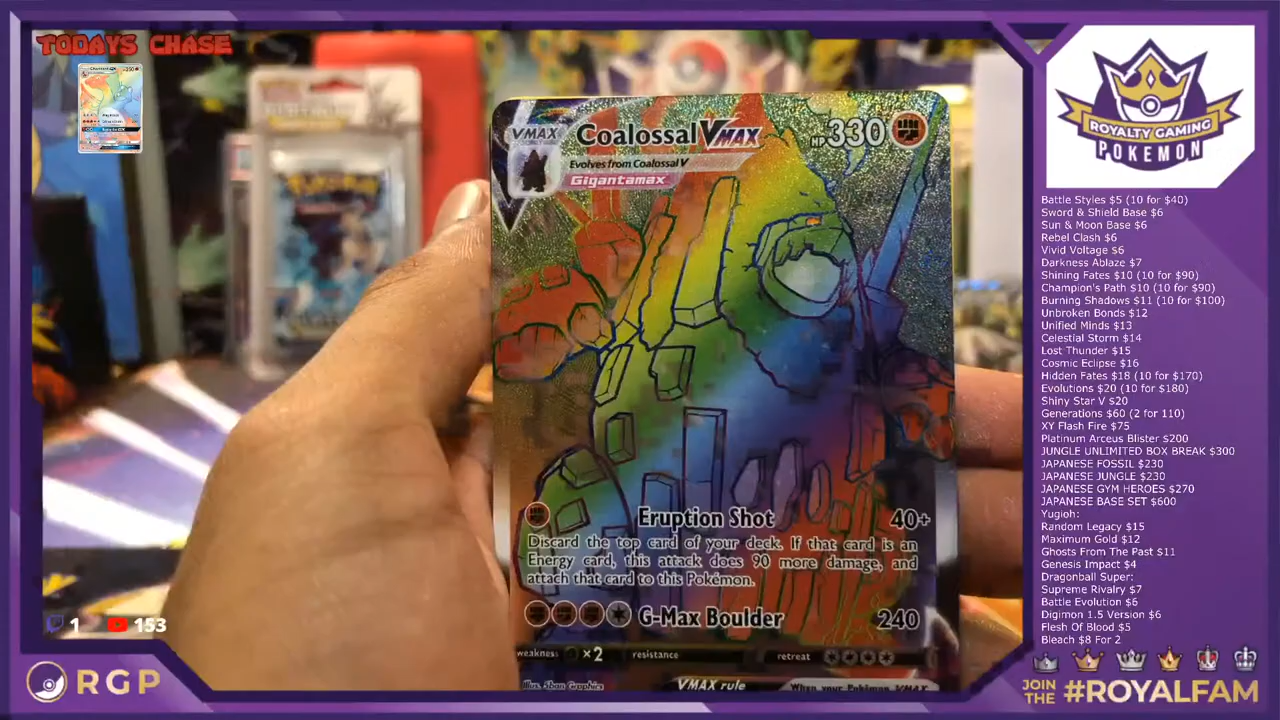 TODAYS CHASE
VMAX
Coalossal VMAX
HP 330
Evolves from Coalossal V
Gigantamax
Eruption Shot 40+
Discard the top card of your deck. If that card is an
Energy card, this attack does 90 more damage, and
attach that card to this Pokémon.
G-Max Boulder 240
weakness ×2 resistance retreat
Illus. 5ban Graphics
VMAX rule
When your Pokémon VMAX
1 153
RGP
ROYALTY GAMING
POKEMON
Battle Styles $5 (10 for $40)
Sword & Shield Base $6
Sun & Moon Base $6
Rebel Clash $6
Vivid Voltage $6
Darkness Ablaze $7
Shining Fates $10 (10 for $90)
Champion's Path $10 (10 for $90)
Burning Shadows $11 (10 for $100)
Unbroken Bonds $12
Unified Minds $13
Celestial Storm $14
Lost Thunder $15
Cosmic Eclipse $16
Hidden Fates $18 (10 for $170)
Evolutions $20 (10 for $180)
Shiny Star V $20
Generations $60 (2 for 110)
XY Flash Fire $75
Platinum Arceus Blister $200
JUNGLE UNLIMITED BOX BREAK $300
JAPANESE FOSSIL $230
JAPANESE JUNGLE $230
JAPANESE GYM HEROES $270
JAPANESE BASE SET $600
Yugioh:
Random Legacy $15
Maximum Gold $12
Ghosts From The Past $11
Genesis Impact $4
Dragonball Super:
Supreme Rivalry $7
Battle Evolution $6
Digimon 1.5 Version $6
Flesh Of Blood $5
Bleach $8 For 2
JOIN
THE #ROYALFAM